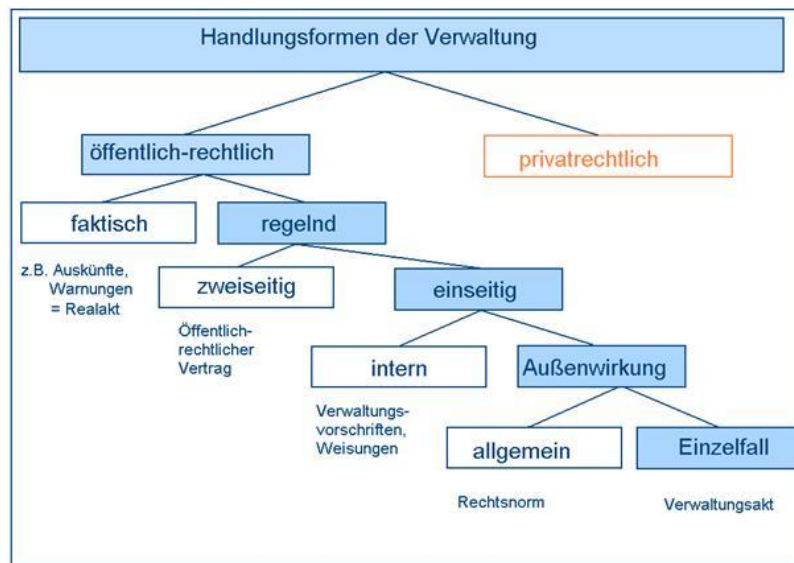 Handlungsformen der Verwaltung
öffentlich-rechtlich
privatrechtlich
faktisch
regelnd
z.B. Auskünfte,
Warnungen
= Realakt
zweiseitig
einseitig
Öffentlich-
rechtlicher
Vertrag
intern
Außenwirkung
Verwaltungs-
vorschriften,
Weisungen
allgemein
Einzelfall
Rechtsnorm
Verwaltungsakt